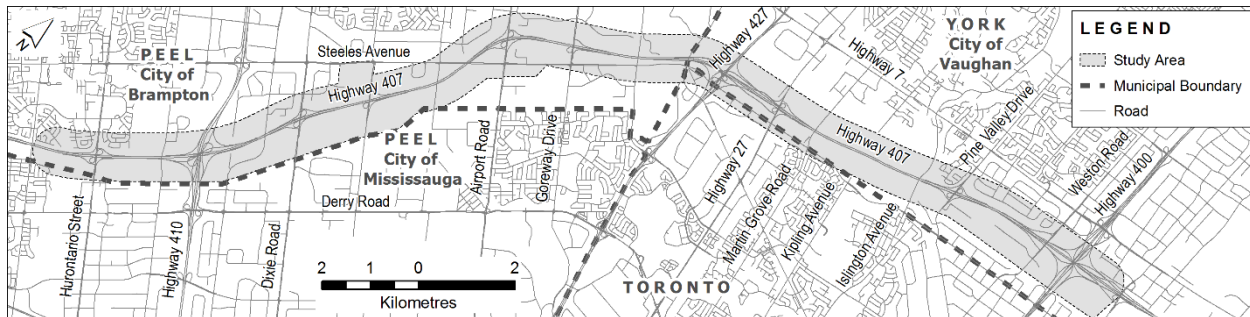 N
PEEL
City of
Brampton
Steeles Avenue
Highway 407
PEEL
City of
Mississauga
Hurontario Street
Highway 410
Dixie Road
Derry Road
Airport Road
Goreway Drive
Highway 427
Highway 27
Martin Grove Road
Kipling Avenue
Islington Avenue
TORONTO
Highway 7
Highway 407
Pine Valley Drive
Weston Road
Highway 400
YORK
City of
Vaughan
2 1 0 2
Kilometres
LEGEND
Study Area
Municipal Boundary
Road